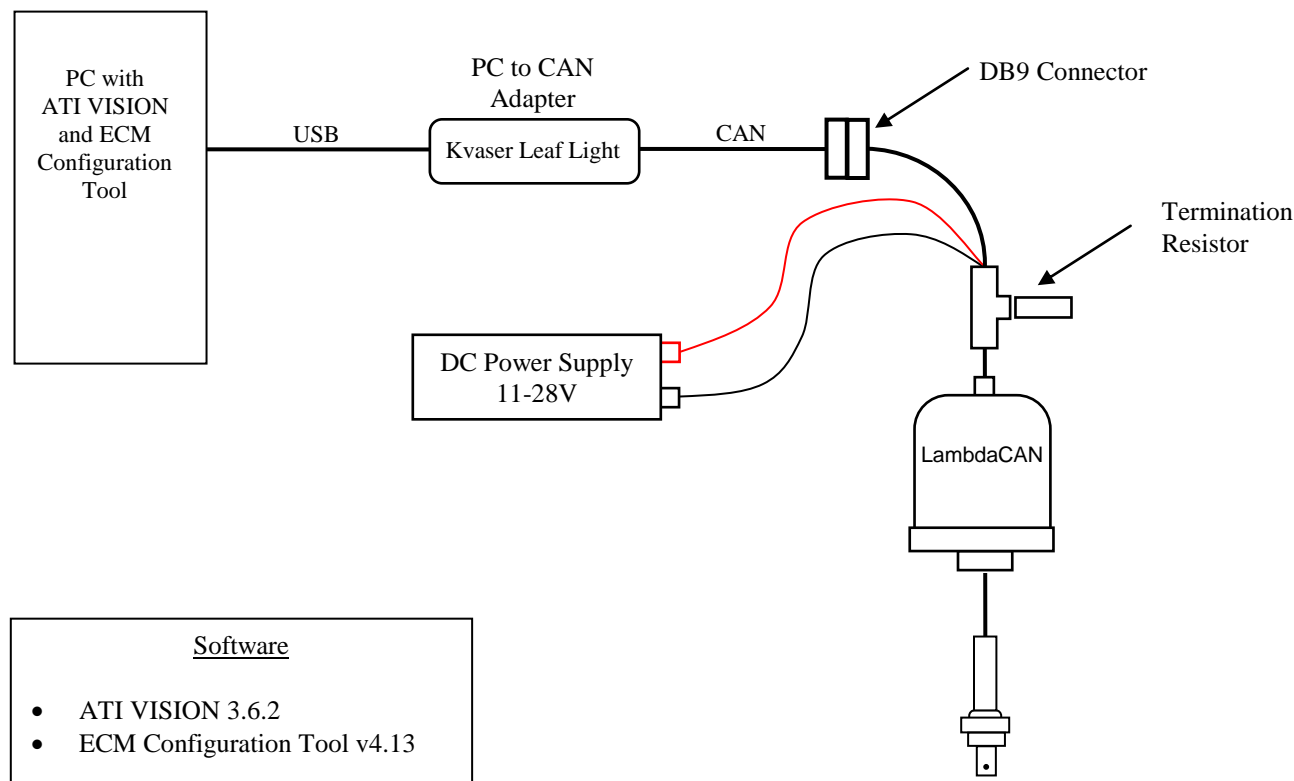 PC with
ATI VISION
and ECM
Configuration
Tool
USB
PC to CAN
Adapter
Kvaser Leaf Light
CAN
DB9 Connector
Termination
Resistor
DC Power Supply
11-28V
LambdaCAN
Software
• ATI VISION 3.6.2
• ECM Configuration Tool v4.13